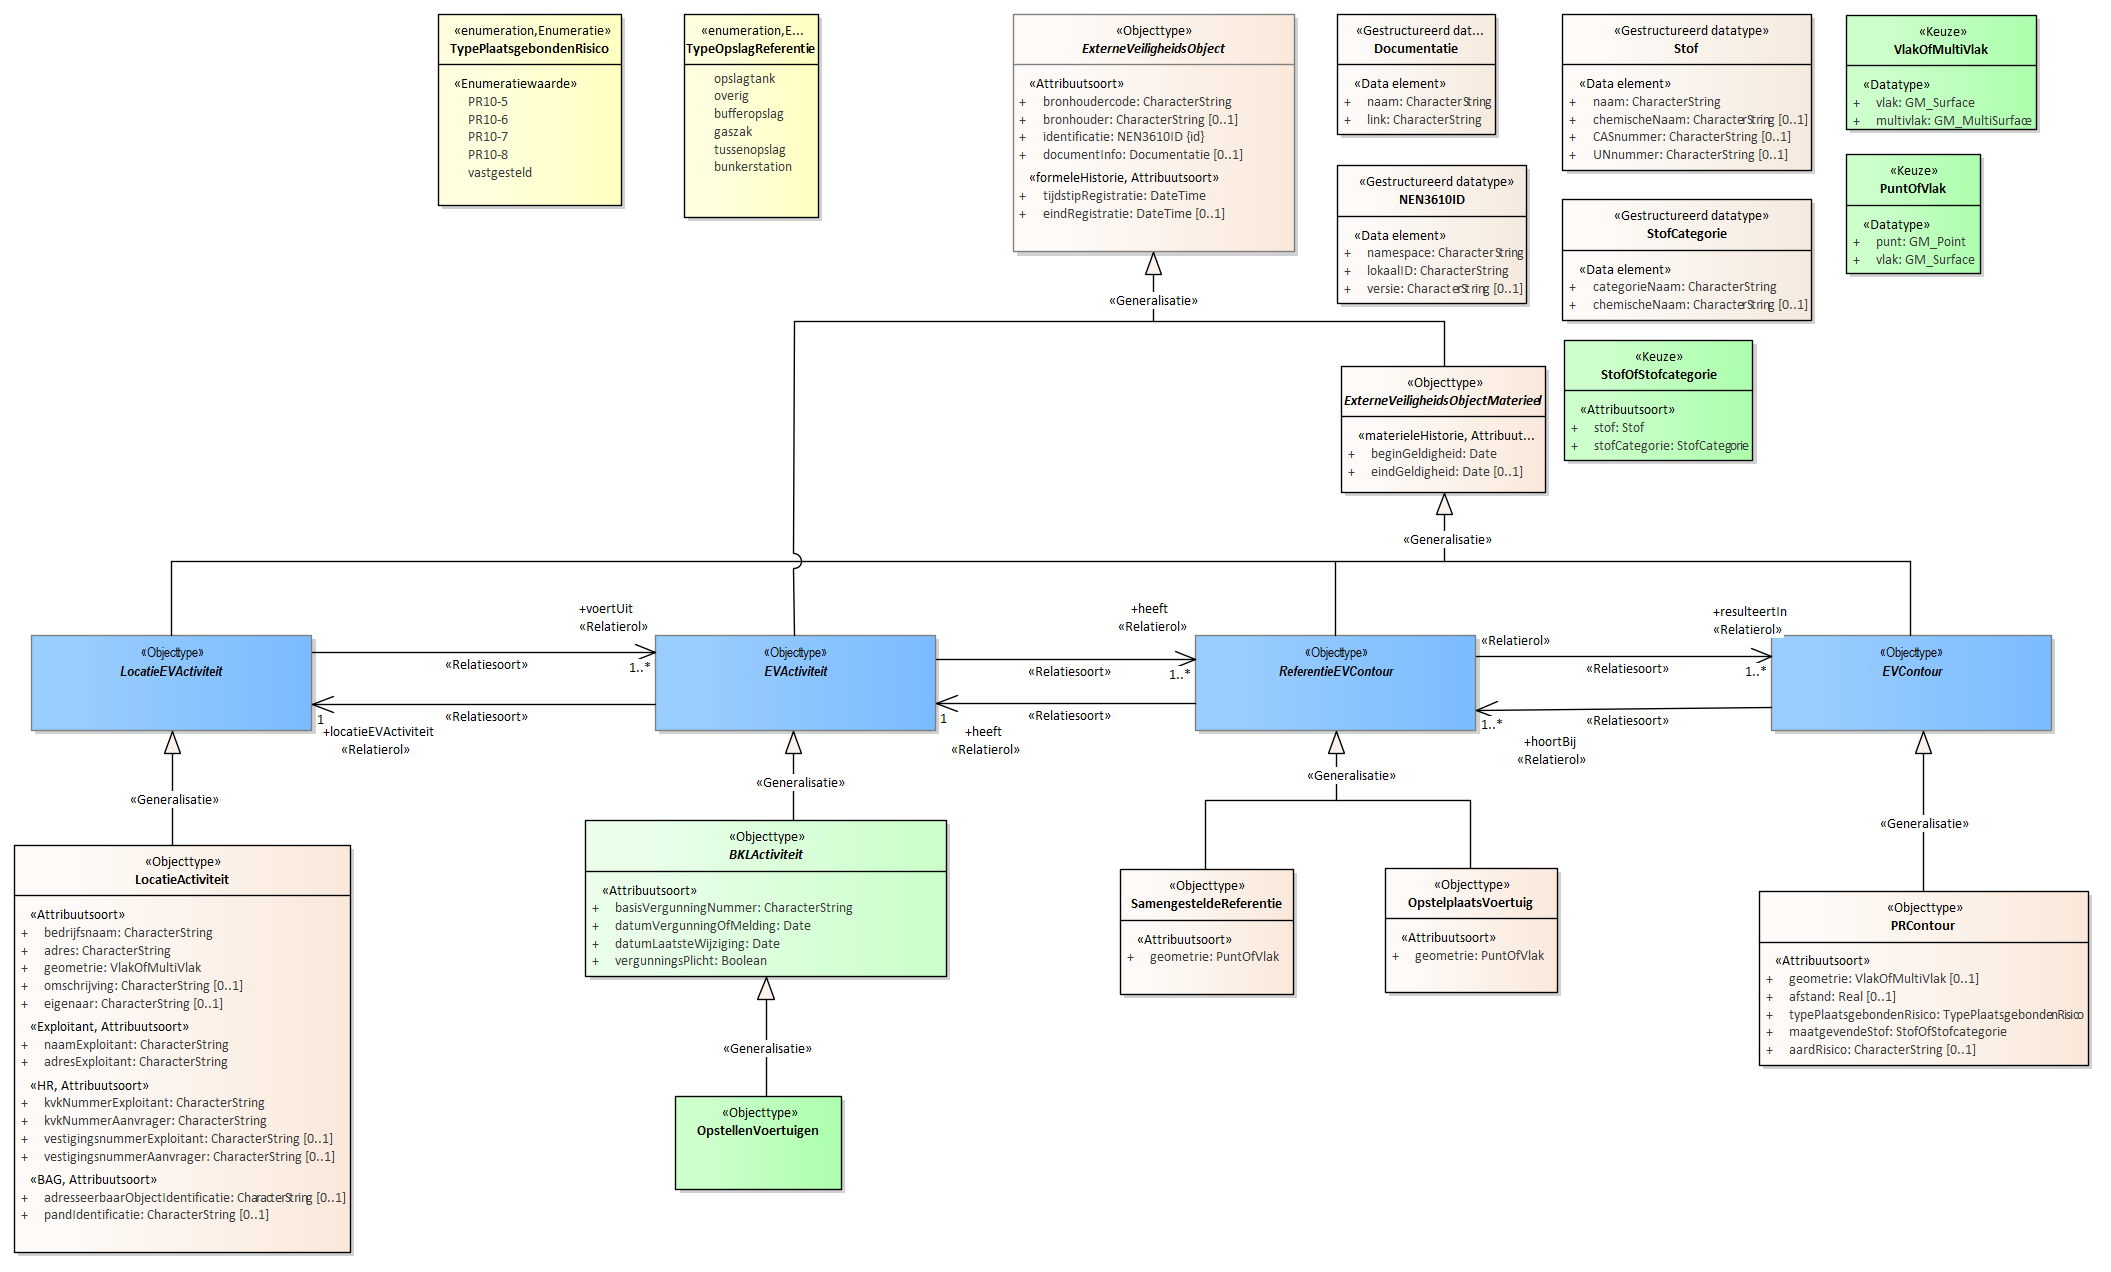 «enumeration,Enumeratie»
TypePlaatsgebondenRisico
«Enumeratiewaarde»
PR10-5
PR10-6
PR10-7
PR10-8
vastgesteld
«enumeration,E...
TypeOpslagReferentie
opslagtank
overig
bufferopslag
gaszak
tussenopslag
bunkerstation
«Objecttype»
ExterneVeiligheidsObject
«Attribuutsoort»
+ bronhoudercode: CharacterString
+ bronhouder: CharacterString [0..1]
+ identificatie: NEN3610ID {id}
+ documentInfo: Documentatie [0..1]
«formeleHistorie, Attribuutsoort»
+ tijdstipRegistratie: DateTime
+ eindRegistratie: DateTime [0..1]
«Gestructureerd dat...
Documentatie
«Data element»
+ naam: CharacterString
+ link: CharacterString
«Gestructureerd datatype»
NEN3610ID
«Data element»
+ namespace: CharacterString
+ lokaalID: CharacterString
+ versie: CharacterString [0..1]
«Gestructureerd datatype»
Stof
«Data element»
+ naam: CharacterString
+ chemischeNaam: CharacterString [0..1]
+ CASnummer: CharacterString [0..1]
+ UNnummer: CharacterString [0..1]
«Gestructureerd datatype»
StofCategorie
«Data element»
+ categorieNaam: CharacterString
+ chemischeNaam: CharacterString [0..1]
«Keuze»
VlakOfMultiVlak
«Datatype»
+ vlak: GM_Surface
+ multivlak: GM_MultiSurface
«Keuze»
PuntOfVlak
«Datatype»
+ punt: GM_Point
+ vlak: GM_Surface
«Keuze»
StofOfStofcategorie
«Attribuutsoort»
+ stof: Stof
+ stofCategorie: StofCategorie
«Generalisatie»
«Objecttype»
ExterneVeiligheidsObjectMaterieel
«materieleHistorie, Attribuut...
+ beginGeldigheid: Date
+ eindGeldigheid: Date [0..1]
«Generalisatie»
+voertUit
«Relatierol»
1..*
«Relatiesoort»
+heeft
«Relatierol»
1..*
«Relatiesoort»
+resulteertIn
«Relatierol»
«Relatierol»
1..*
«Relatiesoort»
«Objecttype»
LocatieEVActiviteit
«Objecttype»
EVActiviteit
«Objecttype»
ReferentieEVContour
«Objecttype»
EVContour
«Relatiesoort»
1
+locatieEVActiviteit
«Relatierol»
«Relatiesoort»
1
+heeft
«Relatierol»
«Relatiesoort»
1..*
+hoortBij
«Relatierol»
«Generalisatie»
«Generalisatie»
«Generalisatie»
«Generalisatie»
«Objecttype»
LocatieActiviteit
«Attribuutsoort»
+ bedrijfsnaam: CharacterString
+ adres: CharacterString
+ geometrie: VlakOfMultiVlak
+ omschrijving: CharacterString [0..1]
+ eigenaar: CharacterString [0..1]
«Exploitant, Attribuutsoort»
+ naamExploitant: CharacterString
+ adresExploitant: CharacterString
«HR, Attribuutsoort»
+ kvkNummerExploitant: CharacterString
+ kvkNummerAanvrager: CharacterString
+ vestigingsnummerExploitant: CharacterString [0..1]
+ vestigingsnummerAanvrager: CharacterString [0..1]
«BAG, Attribuutsoort»
+ adresseerbaarObjectIdentificatie: CharacterString [0..1]
+ pandIdentificatie: CharacterString [0..1]
«Objecttype»
BKLActiviteit
«Attribuutsoort»
+ basisVergunningNummer: CharacterString
+ datumVergunningOfMelding: Date
+ datumLaatsteWijziging: Date
+ vergunningsPlicht: Boolean
«Generalisatie»
«Objecttype»
OpstellenVoertuigen
«Objecttype»
SamengesteldeReferentie
«Attribuutsoort»
+ geometrie: PuntOfVlak
«Objecttype»
OpstelplaatsVoertuig
«Attribuutsoort»
+ geometrie: PuntOfVlak
«Objecttype»
PRContour
«Attribuutsoort»
+ geometrie: VlakOfMultiVlak [0..1]
+ afstand: Real [0..1]
+ typePlaatsgebondenRisico: TypePlaatsgebondenRisico
+ maatgevendeStof: StofOfStofcategorie
+ aardRisico: CharacterString [0..1]